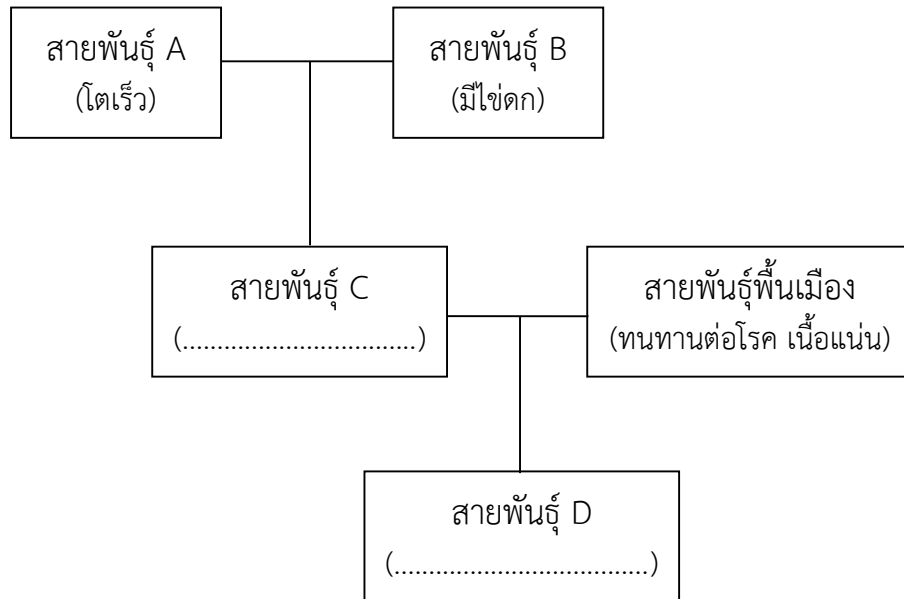 สายพันธุ์ A
(โตเร็ว)
สายพันธุ์ B
(มีไข่ดก)
สายพันธุ์ C
(..................................)
สายพันธุ์พื้นเมือง
(ทนทานต่อโรค เนื้อแน่น)
สายพันธุ์ D
(.....................................)